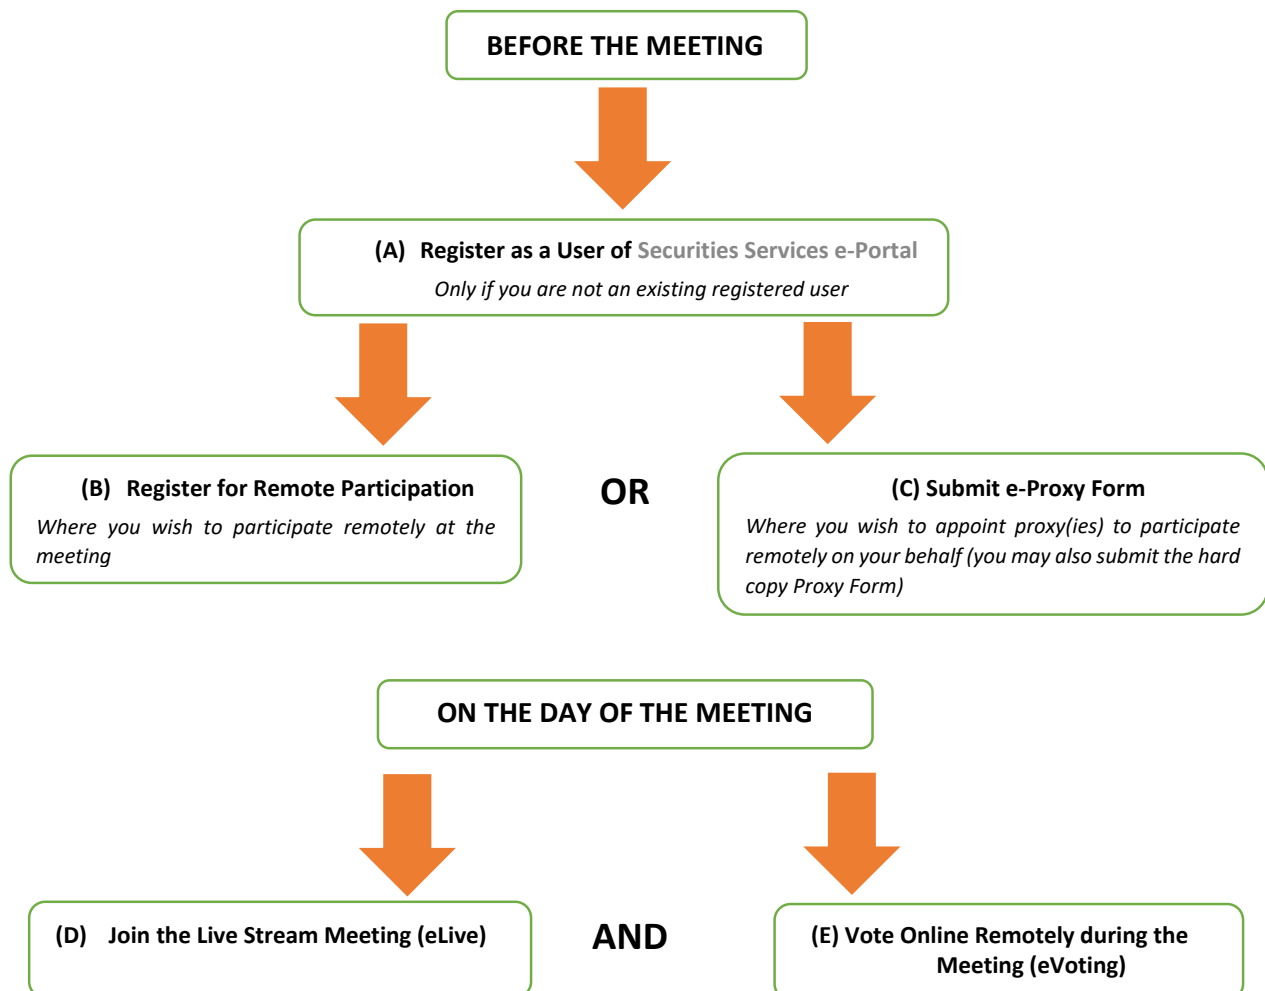 BEFORE THE MEETING
(A) Register as a User of Securities Services e-Portal
Only if you are not an existing registered user
(B) Register for Remote Participation
Where you wish to participate remotely at the
meeting
OR
(C) Submit e-Proxy Form
Where you wish to appoint proxy(ies) to participate
remotely on your behalf (you may also submit the hard
copy Proxy Form)
ON THE DAY OF THE MEETING
(D) Join the Live Stream Meeting (eLive)
AND
(E) Vote Online Remotely during the
Meeting (eVoting)